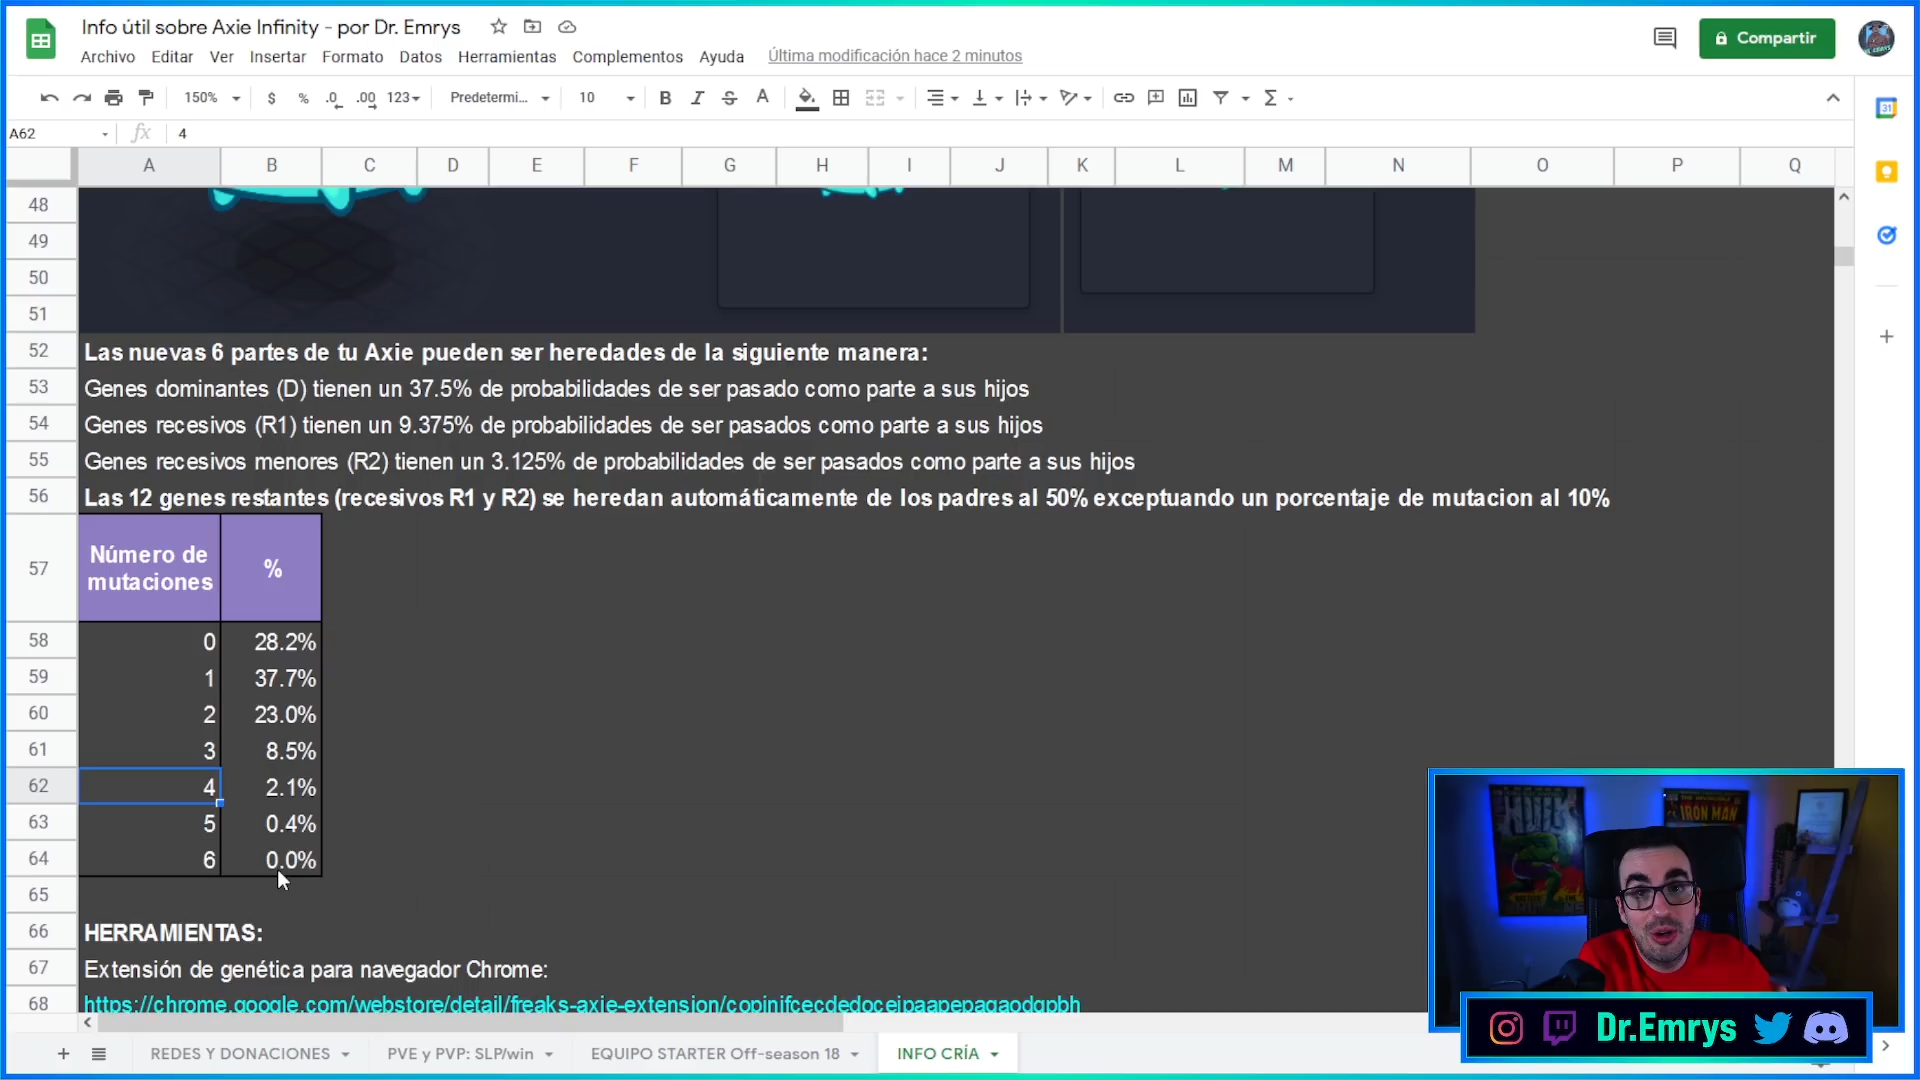 Info útil sobre Axie Infinity - por Dr. Emrys
Archivo Editar Ver Insertar Formato Datos Herramientas Complementos Ayuda Última modificación hace 2 minutos
Compartir
150% $ % .0 .00 123 Predetermi... 10 B I S A Σ
A62 fx 4
A B C D E F G H I J K L M N O P Q
48
49
50
51
52 Las nuevas 6 partes de tu Axie pueden ser heredades de la siguiente manera:
53 Genes dominantes (D) tienen un 37.5% de probabilidades de ser pasado como parte a sus hijos
54 Genes recesivos (R1) tienen un 9.375% de probabilidades de ser pasados como parte a sus hijos
55 Genes recesivos menores (R2) tienen un 3.125% de probabilidades de ser pasados como parte a sus hijos
56 Las 12 genes restantes (recesivos R1 y R2) se heredan automáticamente de los padres al 50% exceptuando un porcentaje de mutacion al 10%
57 Número de mutaciones %
58 0 28.2%
59 1 37.7%
60 2 23.0%
61 3 8.5%
62 4 2.1%
63 5 0.4%
64 6 0.0%
65
66 HERRAMIENTAS:
67 Extensión de genética para navegador Chrome:
68 https://chrome.google.com/webstore/detail/freaks-axie-extension/copinifcecdedocejpaapepagaodgpbh
HULK
THE INVINCIBLE
IRON MAN
Dr.Emrys
REDES Y DONACIONES PVE y PVP: SLP/win EQUIPO STARTER Off-season 18 INFO CRÍA